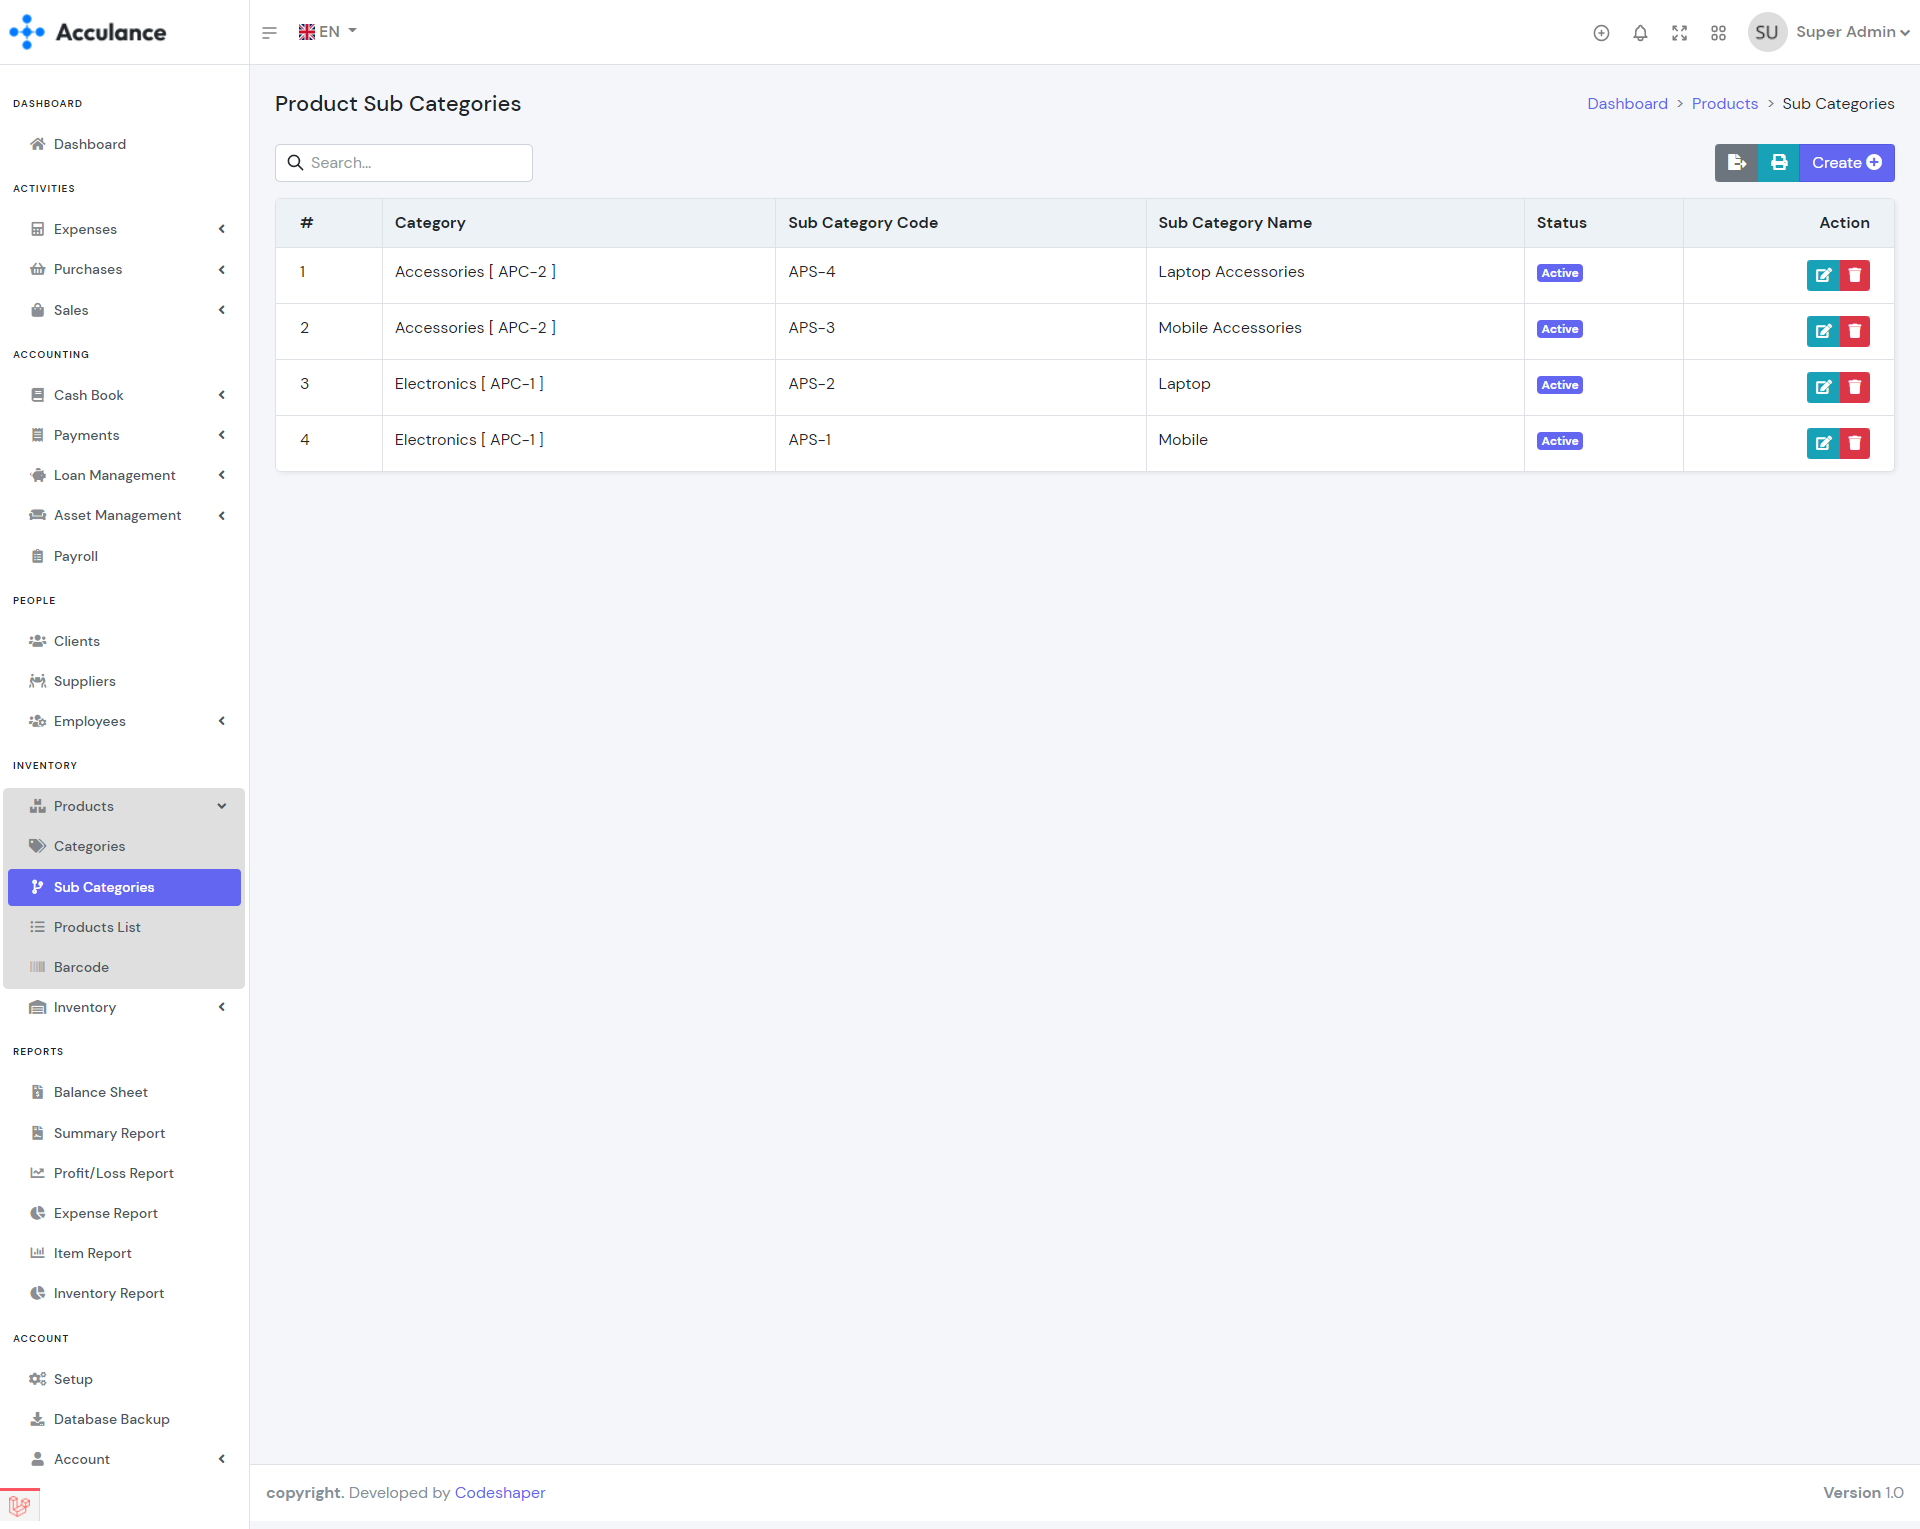 Acculance
EN
SU
Super Admin
DASHBOARD
Dashboard
ACTIVITIES
Expenses
Purchases
Sales
ACCOUNTING
Cash Book
Payments
Loan Management
Asset Management
Payroll
PEOPLE
Clients
Suppliers
Employees
INVENTORY
Products
Categories
Sub Categories
Products List
Barcode
Inventory
REPORTS
Balance Sheet
Summary Report
Profit/Loss Report
Expense Report
Item Report
Inventory Report
ACCOUNT
Setup
Database Backup
Account
Product Sub Categories
Dashboard > Products > Sub Categories
Search...
Create
# Category Sub Category Code Sub Category Name Status Action
1 Accessories [ APC-2 ] APS-4 Laptop Accessories Active
2 Accessories [ APC-2 ] APS-3 Mobile Accessories Active
3 Electronics [ APC-1 ] APS-2 Laptop Active
4 Electronics [ APC-1 ] APS-1 Mobile Active
copyright. Developed by Codeshaper
Version 1.0